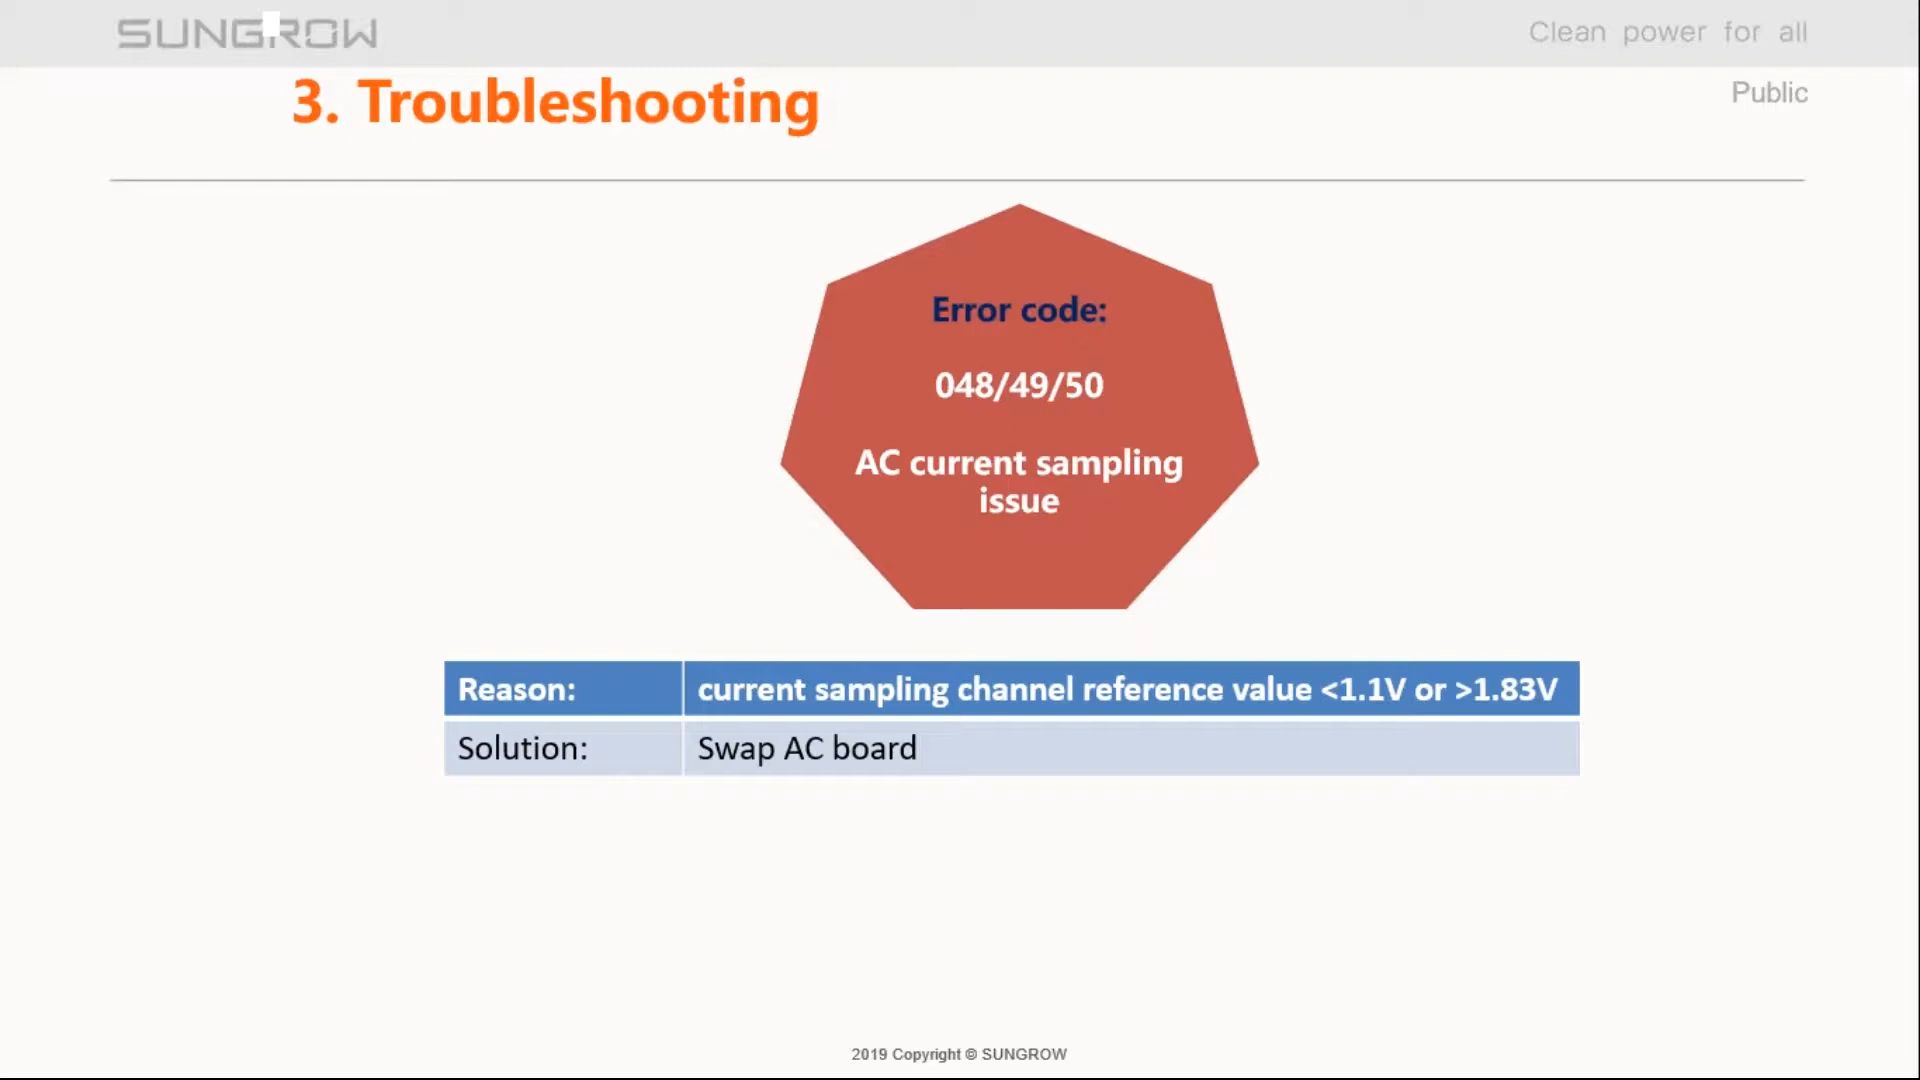 SUNGROW
Clean power for all
3. Troubleshooting
Public
Error code:
048/49/50
AC current sampling
issue
Reason: current sampling channel reference value <1.1V or >1.83V
Solution: Swap AC board
2019 Copyright © SUNGROW